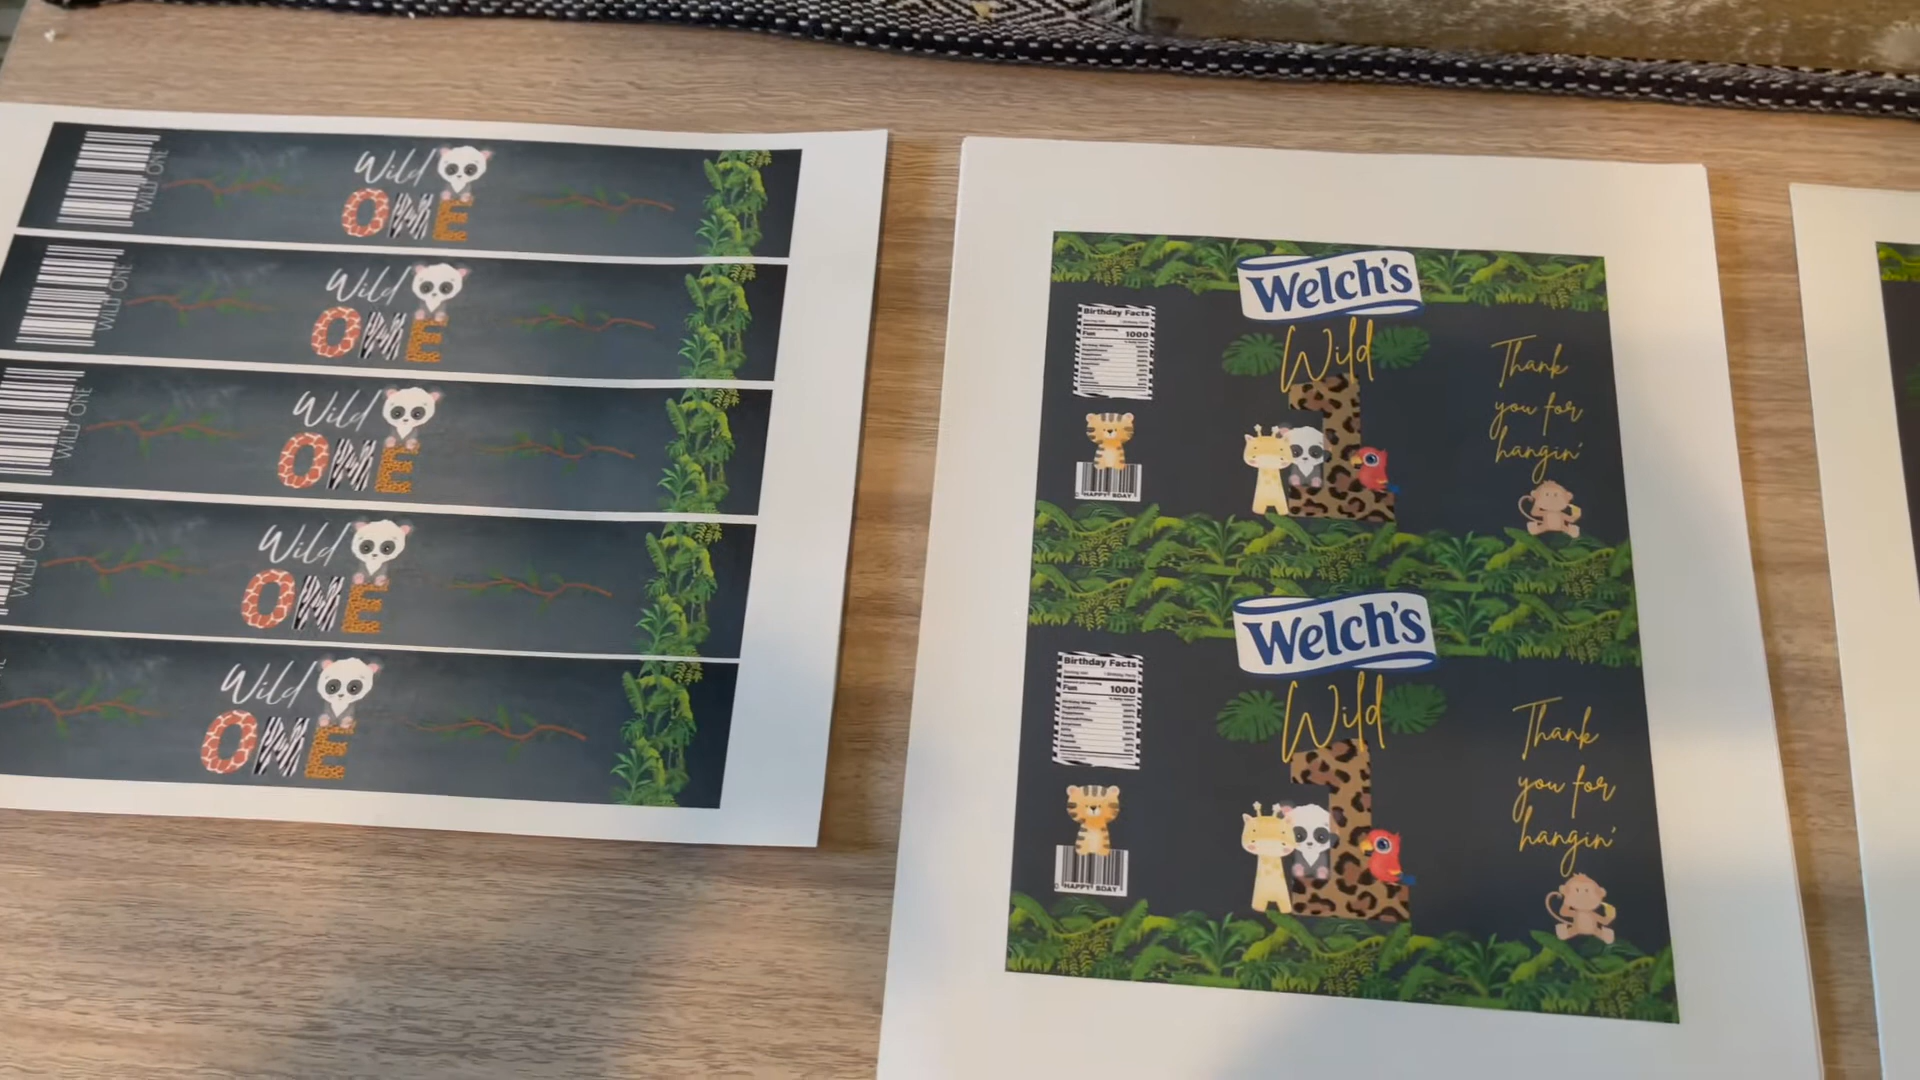 WILD ONE
Wild
ONE
WILD ONE
Wild
ONE
WILD ONE
Wild
ONE
WILD ONE
Wild
ONE
Wild
ONE
Welch's
Birthday Facts
Fun 1000
Wild
1
Thank
you for
hangin'
HAPPY BDAY
Welch's
Birthday Facts
Fun 1000
Wild
1
Thank
you for
hangin'
HAPPY BDAY